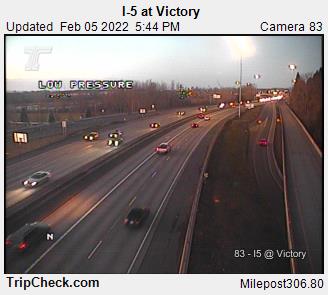 I-5 at Victory
Updated Feb 05 2022 5:44 PM Camera 83
T
LOW PRESSURE
N
83 - I5 @ Victory
TripCheck.com Milepost306.80